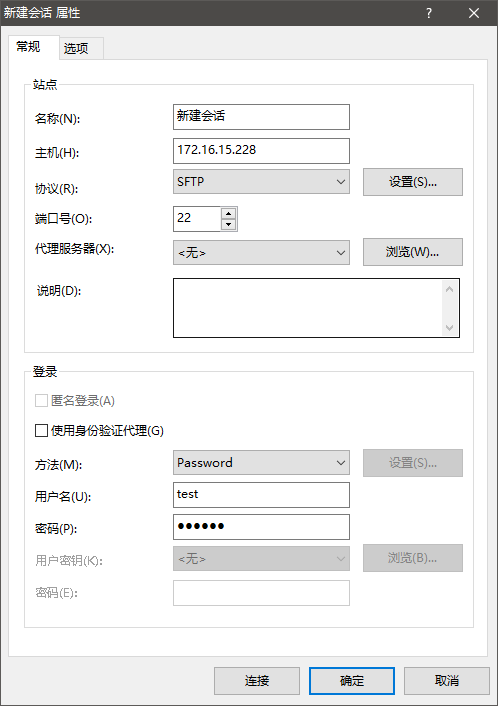 新建会话 属性
常规 选项
站点
名称(N): 新建会话
主机(H): 172.16.15.228
协议(R): SFTP 设置(S)...
端口号(O): 22
代理服务器(X): <无> 浏览(W)...
说明(D):
登录
匿名登录(A)
使用身份验证代理(G)
方法(M): Password 设置(S)...
用户名(U): test
密码(P): ●●●●●●
用户密钥(K): <无> 浏览(B)...
密码(E):
连接 确定 取消